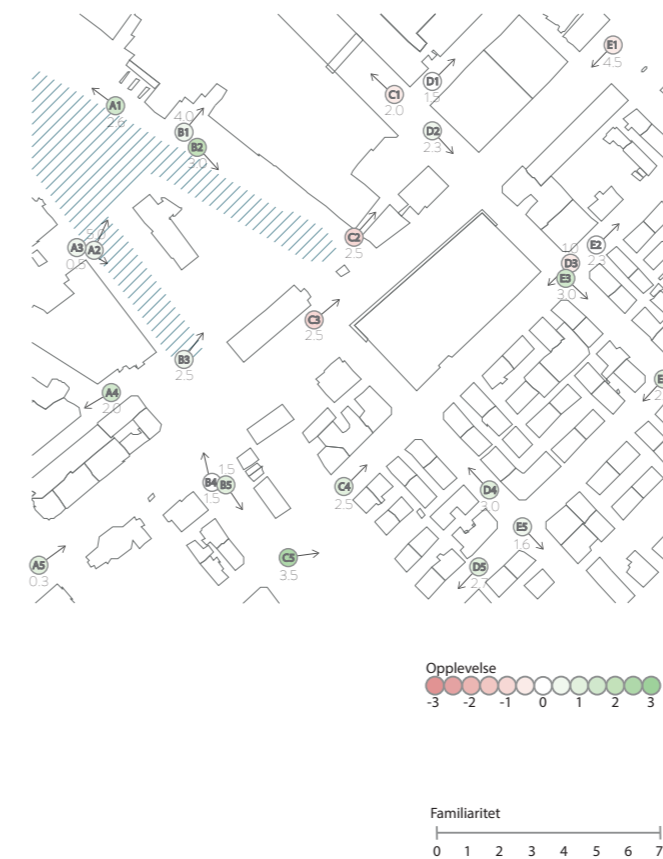 E1
4.5
D1
1.5
C1
2.0
A1
2.6
4.0
B1
D2
2.3
B2
3.0
C2
2.5
5.0
A3
A2
0.5
E2
2.3
1.0
D3
E3
3.0
C3
2.5
B3
2.5
E
2
A4
2.0
1.5
B4
B5
1.5
C4
2.5
D4
3.0
E5
1.6
C5
3.5
A5
0.3
D5
2.7
Opplevelse
-3 -2 -1 0 1 2 3
Familiaritet
0 1 2 3 4 5 6 7